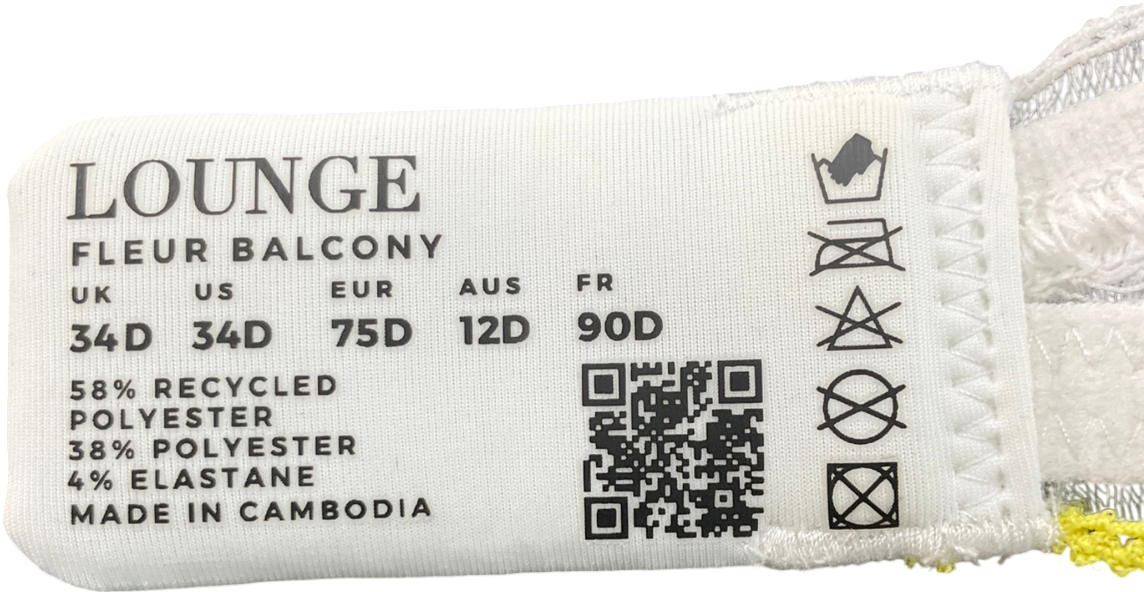 LOUNGE
FLEUR BALCONY
UK US EUR AUS FR
34D 34D 75D 12D 90D
58% RECYCLED
POLYESTER
38% POLYESTER
4% ELASTANE
MADE IN CAMBODIA